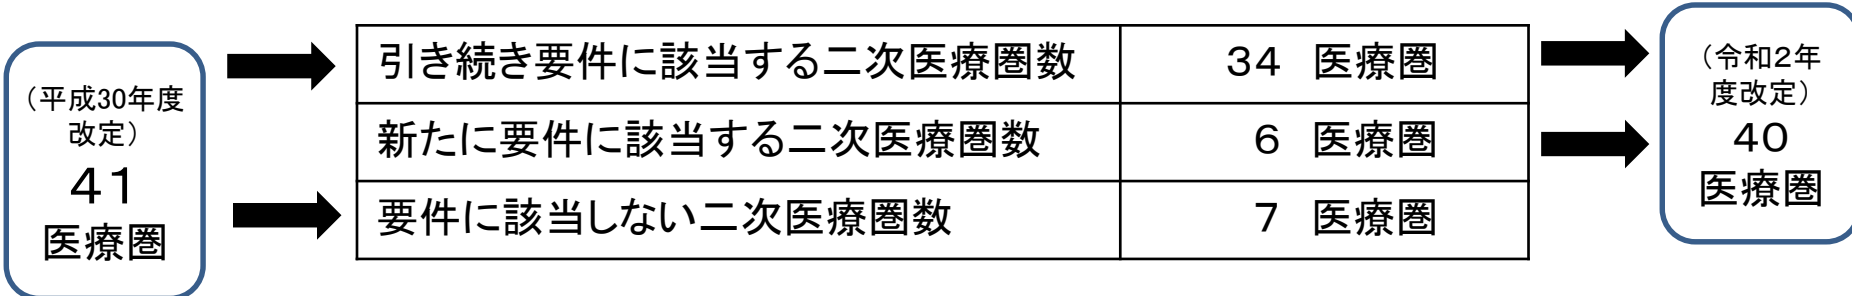 （平成30年度
改定）
41
医療圏
引き続き要件に該当する二次医療圏数
34　医療圏
新たに要件に該当する二次医療圏数
6　医療圏
要件に該当しない二次医療圏数
7　医療圏
（令和2年
度改定）
40
医療圏